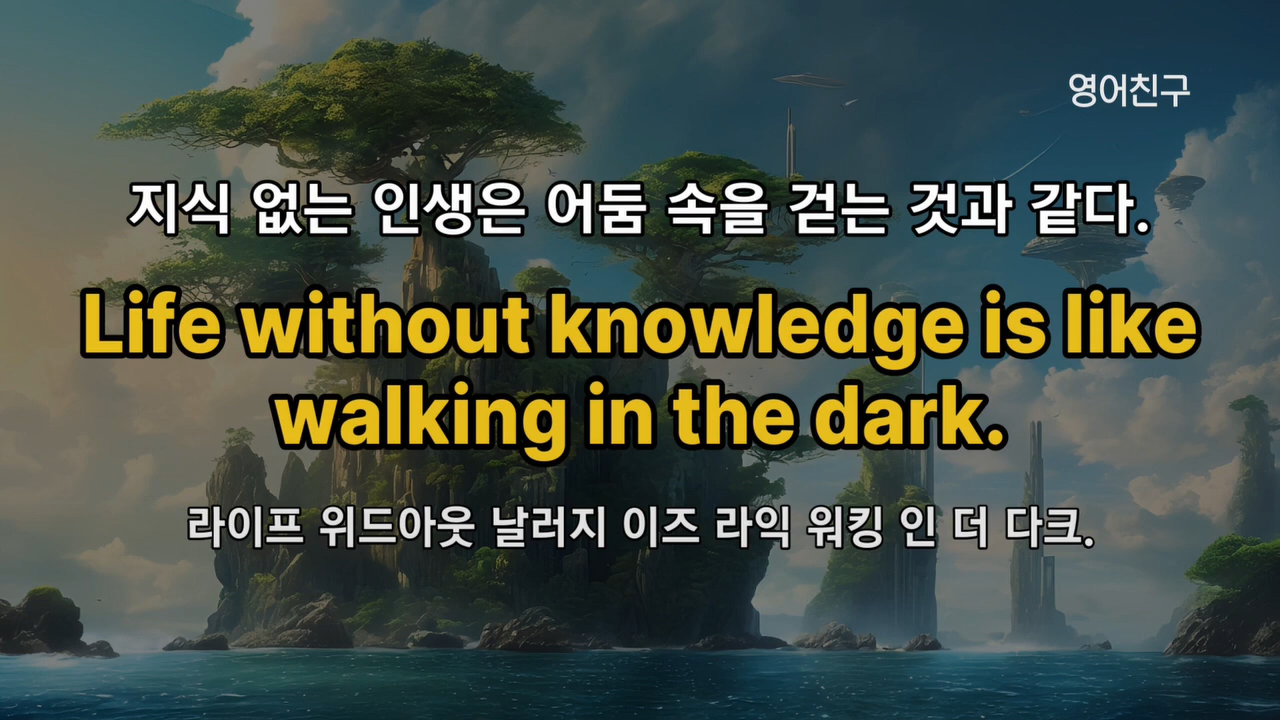 영어친구
지식 없는 인생은 어둠 속을 걷는 것과 같다.
Life without knowledge is like
walking in the dark.
라이프 위드아웃 날러지 이즈 라익 워킹 인 더 다크.